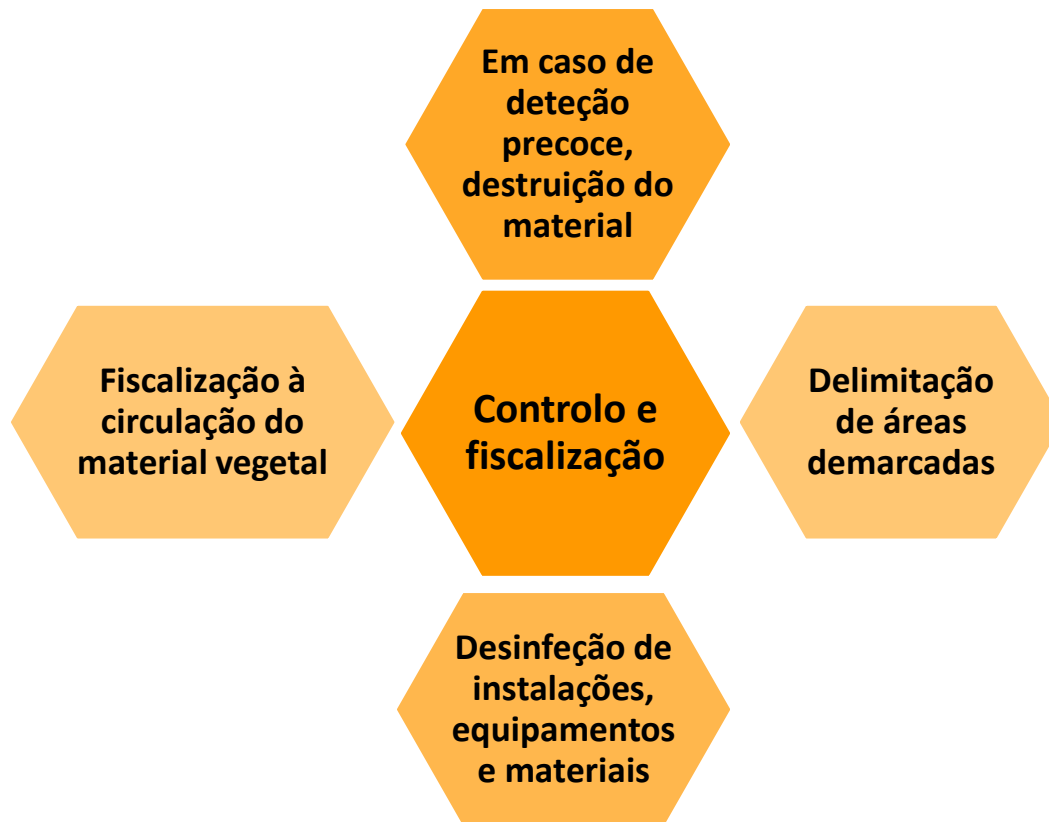 Em caso de
deteção
precoce,
destruição do
material
Fiscalização à
circulação do
material vegetal
Controlo e
fiscalização
Delimitação
de áreas
demarcadas
Desinfeção de
instalações,
equipamentos
e materiais